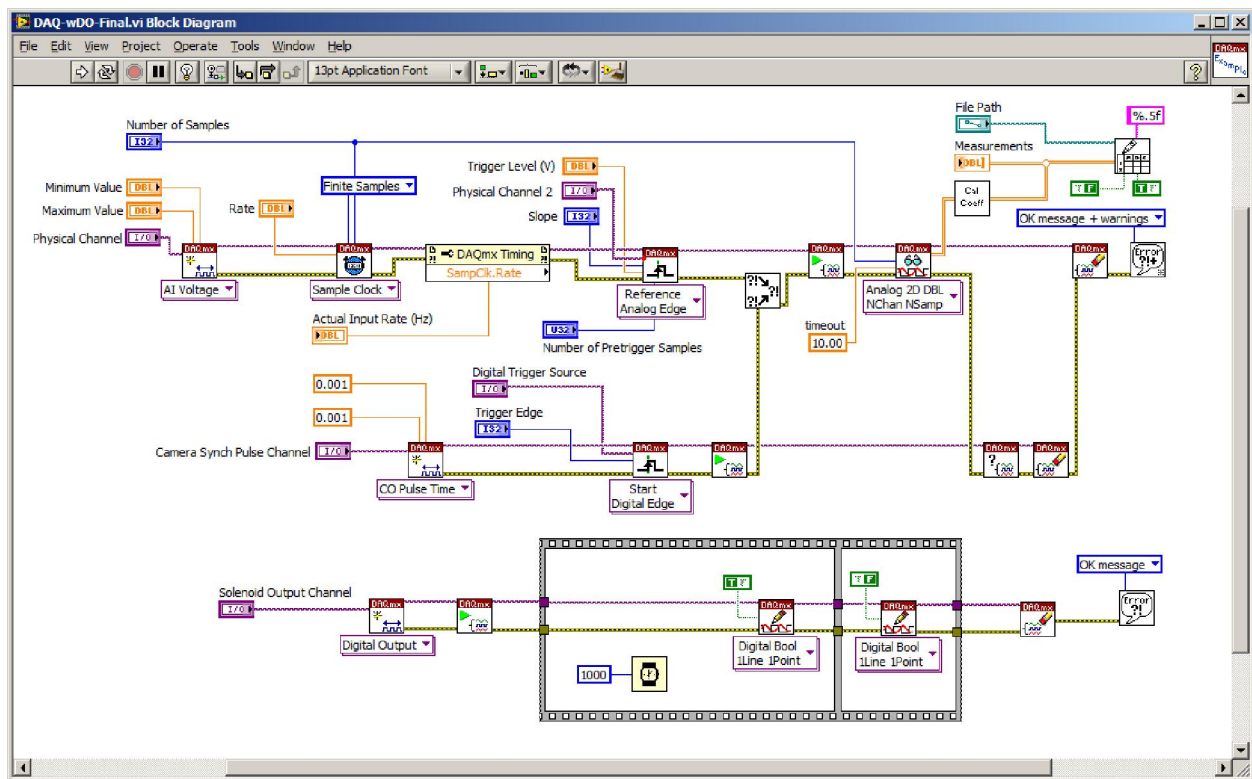 DAQ-wDO-Final.vi Block Diagram
File Edit View Project Operate Tools Window Help
13pt Application Font
DAQmx
Example
File Path
%.5f
Number of Samples
I32
Measurements
DBL
Trigger Level (V) DBL
Finite Samples
Physical Channel 2 I/O
Cal
Coeff
T F
T F
Minimum Value DBL
Maximum Value DBL
Rate DBL
Slope I32
OK message + warnings
Physical Channel I/O
DAQmx
DAQmx
DAQmx Timing
SampClk.Rate
DAQmx
DAQmx
DAQmx
DAQmx
Error
?!+
AI Voltage
Sample Clock
Reference
Analog Edge
?!
?!
?!
Analog 2D DBL
NChan NSamp
Actual Input Rate (Hz)
DBL
U32
Number of Pretrigger Samples
timeout
10.00
0.001
Digital Trigger Source
I/O
0.001
Trigger Edge
I32
Camera Synch Pulse Channel I/O
DAQmx
DAQmx
DAQmx
DAQmx
DAQmx
CO Pulse Time
Start
Digital Edge
OK message
Solenoid Output Channel
I/O
T F
T F
DAQmx
DAQmx
DAQmx
DAQmx
DAQmx
Error
?!
Digital Output
Digital Bool
1Line 1Point
Digital Bool
1Line 1Point
1000